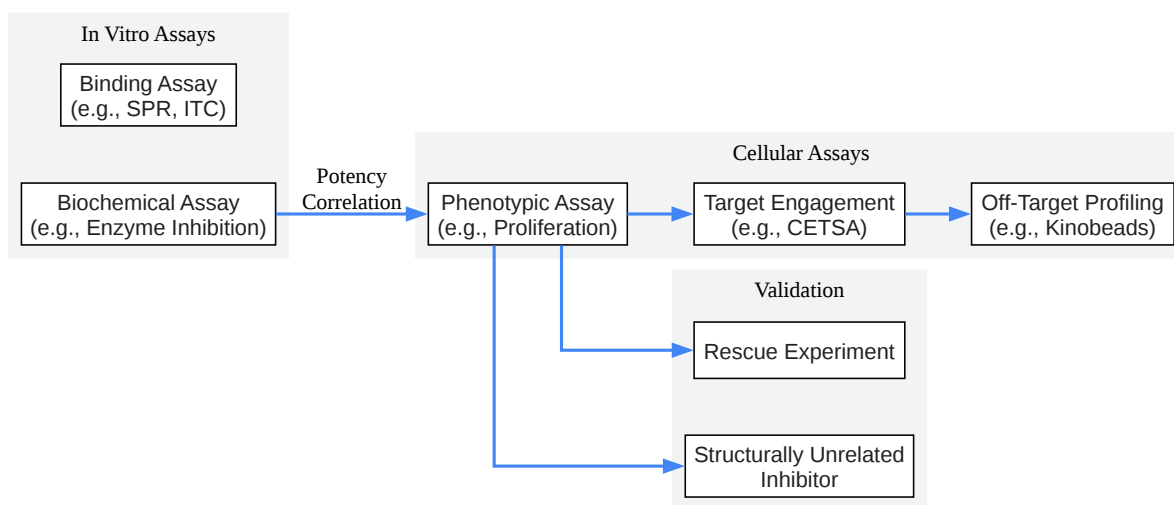 In Vitro Assays
Binding Assay
(e.g., SPR, ITC)
Biochemical Assay
(e.g., Enzyme Inhibition)
Potency
Correlation
Cellular Assays
Phenotypic Assay
(e.g., Proliferation)
Target Engagement
(e.g., CETSA)
Off-Target Profiling
(e.g., Kinobeads)
Validation
Rescue Experiment
Structurally Unrelated
Inhibitor